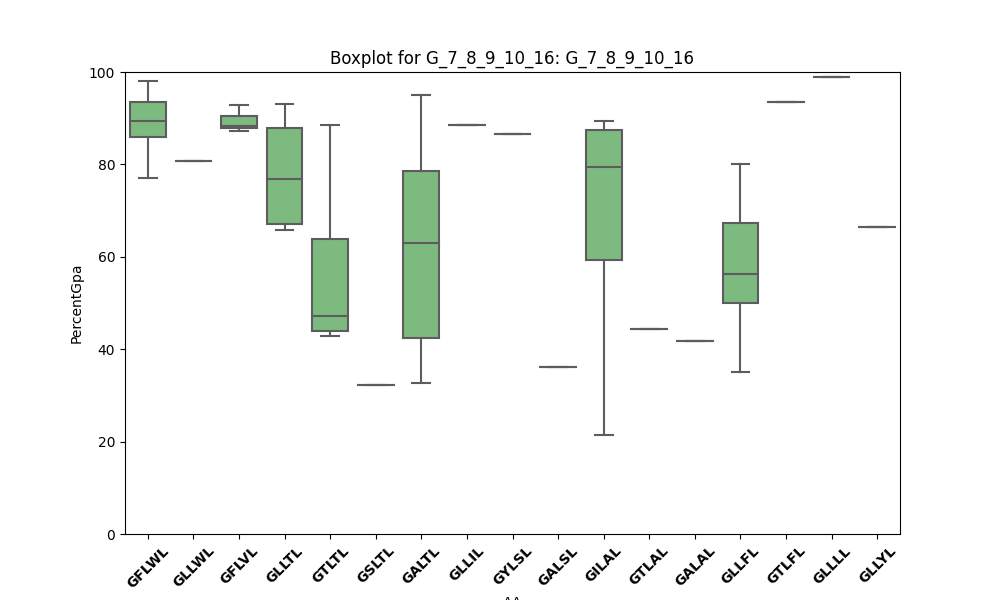 Boxplot for G_7_8_9_10_16: G_7_8_9_10_16
100
80
60
40
20
0
PercentGpa
GFLWL
GLLWL
GFLVL
GLLTL
GTLTL
GSLTL
GALTL
GLLIL
GYLSL
GALSL
GILAL
GTLAL
GALAL
GLLFL
GTLFL
GLLLL
GLLYL